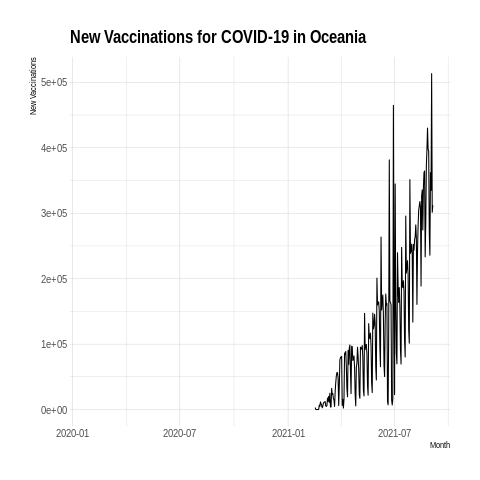 New Vaccinations for COVID-19 in Oceania
New Vaccinations
5e+05
4e+05
3e+05
2e+05
1e+05
0e+00
2020-01 2020-07 2021-01 2021-07
Month